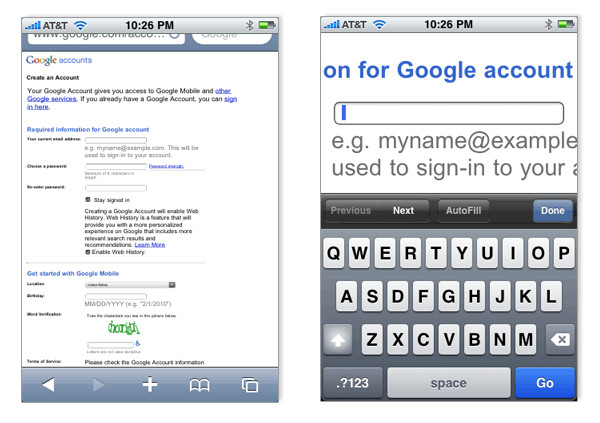 AT&T 10:26 PM
www.google.com/acco... Google
Google accounts
Create an Account
Your Google Account gives you access to Google Mobile and other
Google services. If you already have a Google Account, you can sign
in here.
Required information for Google account
Your current email address:
e.g. myname@example.com. This will be
used to sign-in to your account.
Choose a password: Password strength:
Minimum of 8 characters in
length.
Re-enter password:
Stay signed in
Creating a Google Account will enable Web
History. Web History is a feature that will
provide you with a more personalized
experience on Google that includes more
relevant search results and
recommendations. Learn More
Enable Web History.
Get started with Google Mobile
Location: United States
Birthday:
MM/DD/YYYY (e.g. "2/1/2010")
Word Verification: Type the characters you see in the picture below.
Letters are not case-sensitive
Terms of Service: Please check the Google Account information
AT&T 10:26 PM
on for Google account
e.g. myname@example
used to sign-in to your a
Previous Next AutoFill Done
Q W E R T Y U I O P
A S D F G H J K L
Z X C V B N M
.?123 space Go